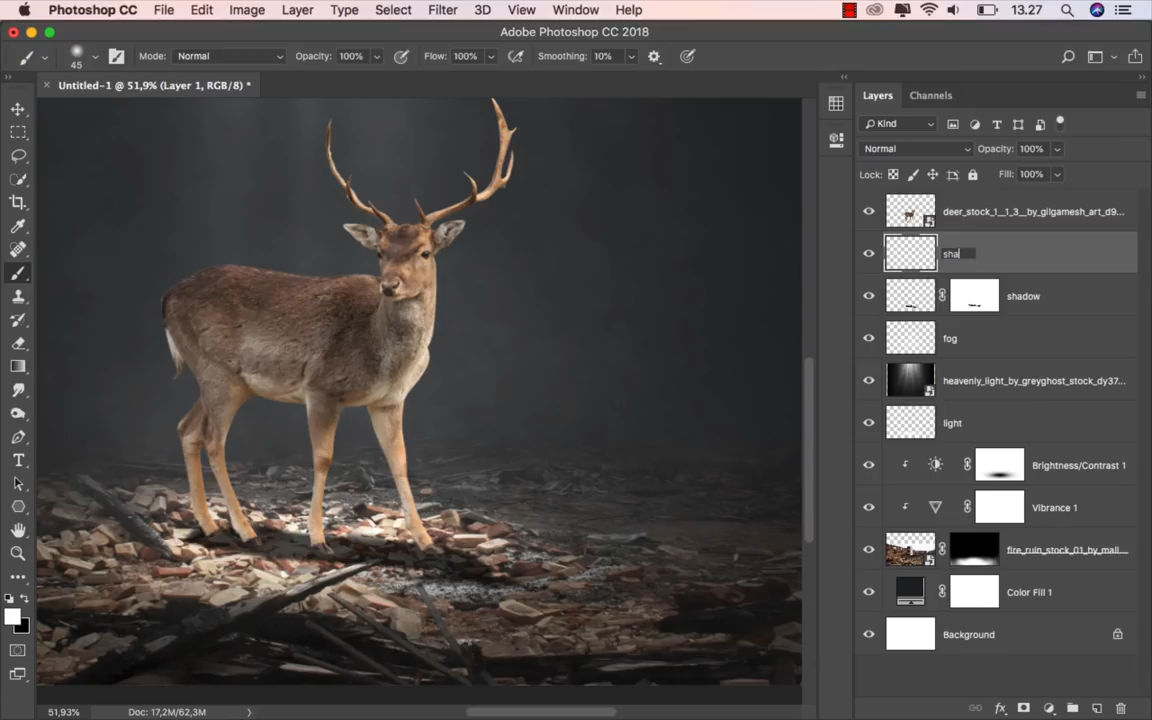 Photoshop CC File Edit Image Layer Type Select Filter 3D View Window Help 13.27
Adobe Photoshop CC 2018
45 Mode: Normal Opacity: 100% Flow: 100% Smoothing: 10%
Untitled-1 @ 51,9% (Layer 1, RGB/8) *
Layers Channels
Kind
Normal Opacity: 100%
Lock: Fill: 100%
deer_stock_1__1_3__by_gilgamesh_art_d9...
sha
shadow
fog
heavenly_light_by_greyghost_stock_dy37...
light
Brightness/Contrast 1
Vibrance 1
fire_ruin_stock_01_by_mall...
Color Fill 1
Background
51,93% Doc: 17,2M/62,3M